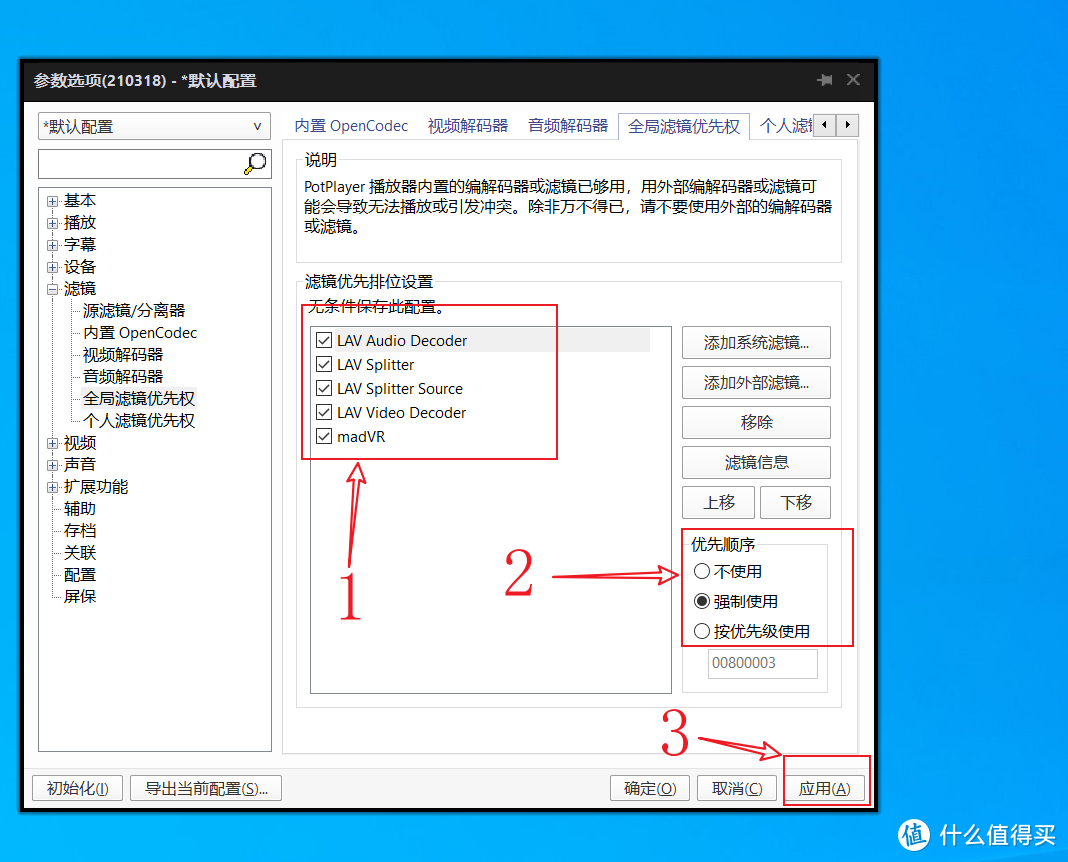 参数选项(210318) - *默认配置
*默认配置
内置 OpenCodec
视频解码器
音频解码器
全局滤镜优先权
个人滤
基本
播放
字幕
设备
滤镜
源滤镜/分离器
内置 OpenCodec
视频解码器
音频解码器
全局滤镜优先权
个人滤镜优先权
视频
声音
扩展功能
辅助
存档
关联
配置
屏保
说明
PotPlayer 播放器内置的编解码器或滤镜已够用，用外部编解码器或滤镜可
能会导致无法播放或引发冲突。除非万不得已，请不要使用外部的编解码器
或滤镜。
滤镜优先排位设置
无条件保存此配置。
LAV Audio Decoder
LAV Splitter
LAV Splitter Source
LAV Video Decoder
madVR
添加系统滤镜...
添加外部滤镜...
移除
滤镜信息
上移
下移
优先顺序
不使用
强制使用
按优先级使用
00800003
1
2
3
初始化(I)
导出当前配置(S)...
确定(O)
取消(C)
应用(A)
值 什么值得买